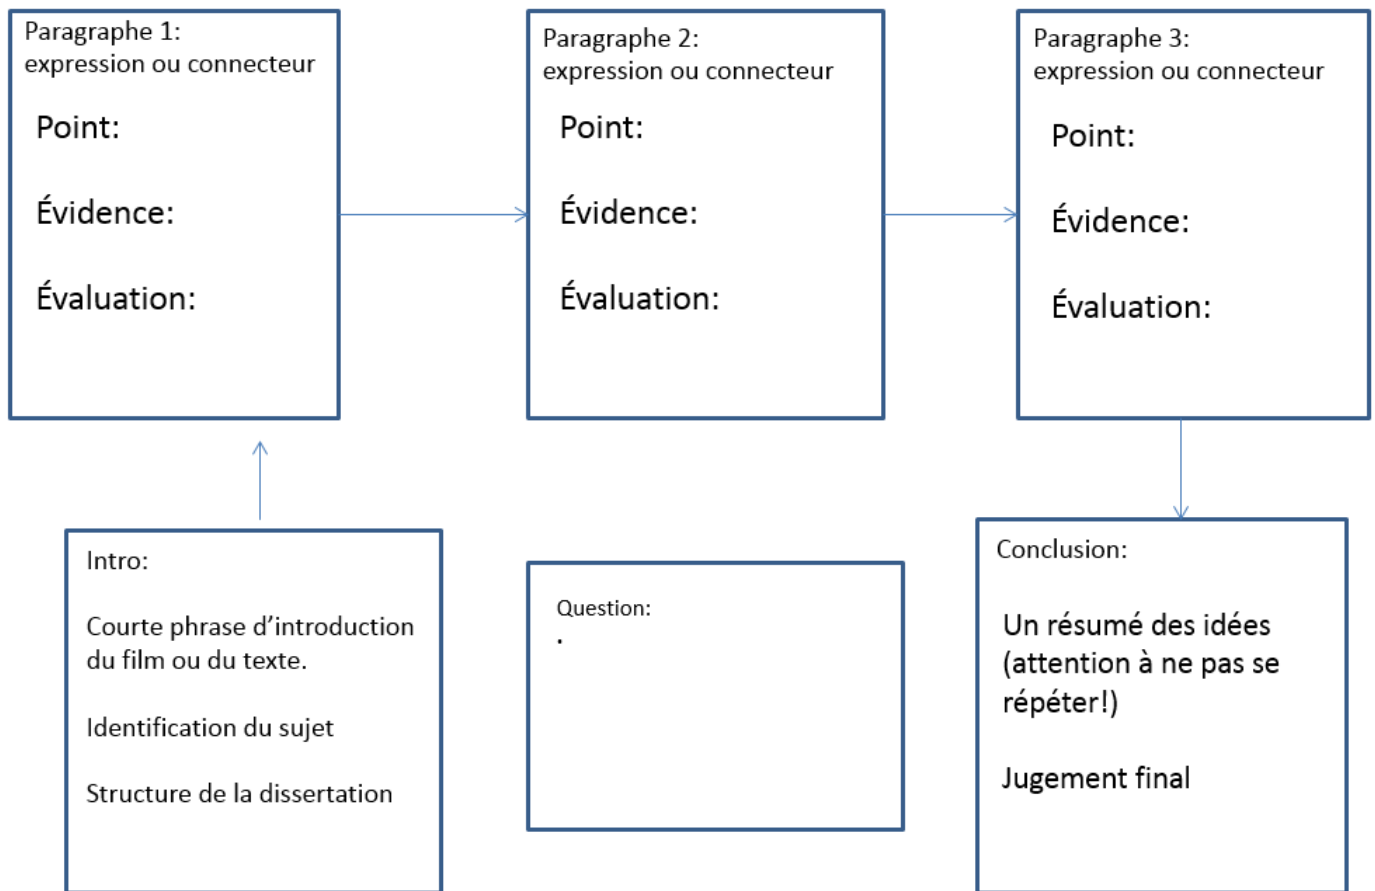 Paragraphe 1:
expression ou connecteur
Point:
Évidence:
Évaluation:
Paragraphe 2:
expression ou connecteur
Point:
Évidence:
Évaluation:
Paragraphe 3:
expression ou connecteur
Point:
Évidence:
Évaluation:
Intro:
Courte phrase d’introduction
du film ou du texte.
Identification du sujet
Structure de la dissertation
Question:
.
Conclusion:
Un résumé des idées
(attention à ne pas se
répéter!)
Jugement final